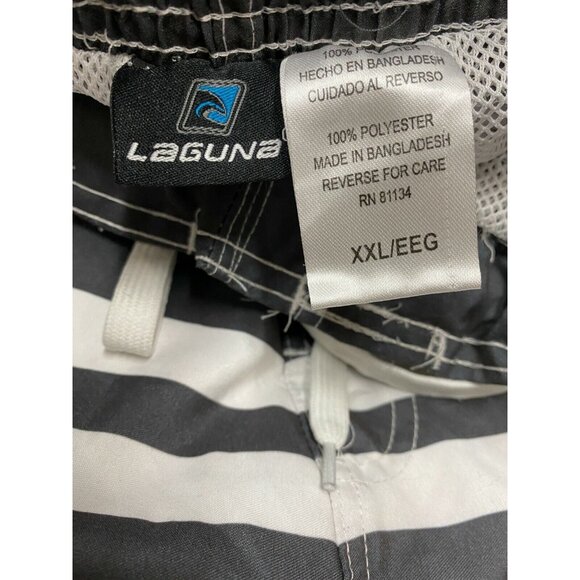 LAGUNA
100% POLYESTER
HECHO EN BANGLADESH
CUIDADO AL REVERSO
100% POLYESTER
MADE IN BANGLADESH
REVERSE FOR CARE
RN 81134
XXL/EEG